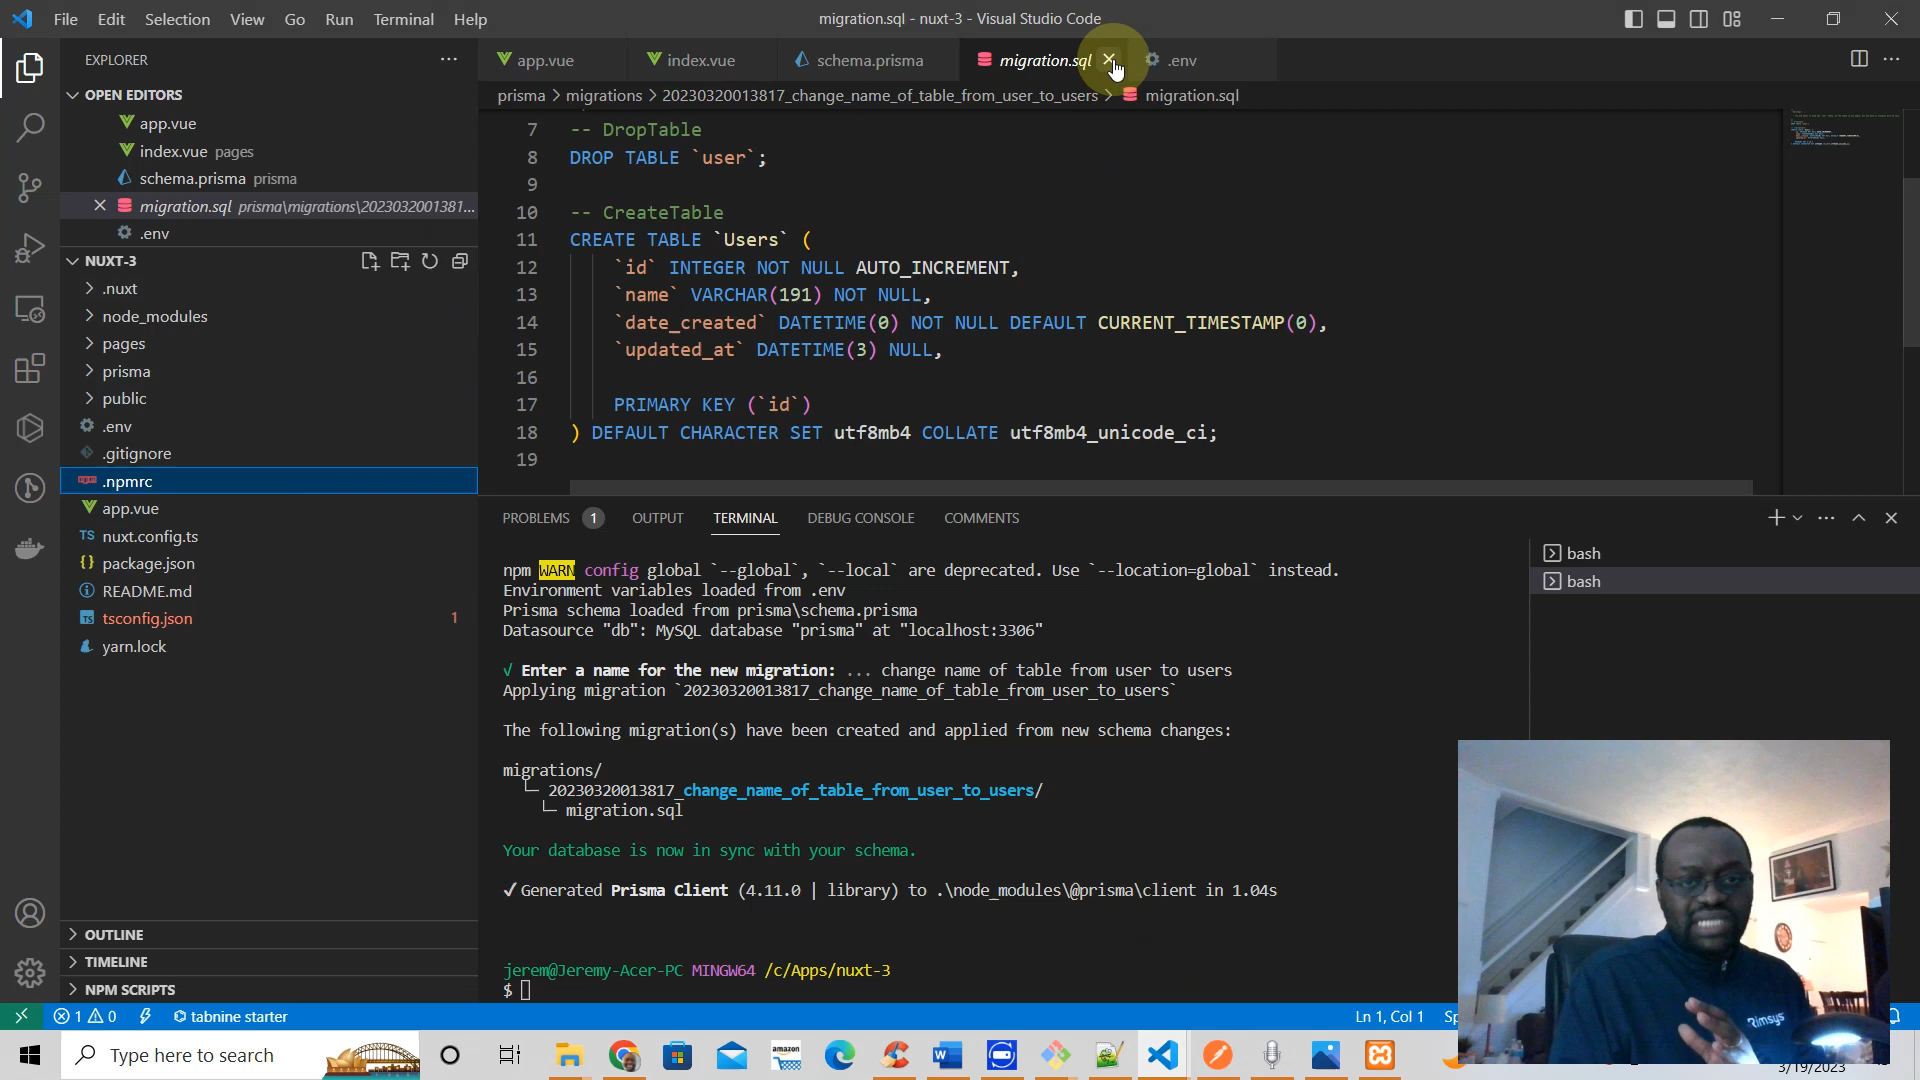 File Edit Selection View Go Run Terminal Help
migration.sql - nuxt-3 - Visual Studio Code
EXPLORER
OPEN EDITORS
app.vue
index.vue pages
schema.prisma prisma
migration.sql prisma\migrations\2023032001381...
.env
NUXT-3
.nuxt
node_modules
pages
prisma
public
.env
.gitignore
.npmrc
app.vue
TS nuxt.config.ts
{} package.json
README.md
TS tsconfig.json 1
yarn.lock
OUTLINE
TIMELINE
NPM SCRIPTS
app.vue index.vue schema.prisma migration.sql .env
prisma > migrations > 20230320013817_change_name_of_table_from_user_to_users > migration.sql
7 -- DropTable
8 DROP TABLE `user`;
9
10 -- CreateTable
11 CREATE TABLE `Users` (
12 `id` INTEGER NOT NULL AUTO_INCREMENT,
13 `name` VARCHAR(191) NOT NULL,
14 `date_created` DATETIME(0) NOT NULL DEFAULT CURRENT_TIMESTAMP(0),
15 `updated_at` DATETIME(3) NULL,
16
17 PRIMARY KEY (`id`)
18 ) DEFAULT CHARACTER SET utf8mb4 COLLATE utf8mb4_unicode_ci;
19
PROBLEMS 1 OUTPUT TERMINAL DEBUG CONSOLE COMMENTS
bash
bash
npm WARN config global `--global`, `--local` are deprecated. Use `--location=global` instead.
Environment variables loaded from .env
Prisma schema loaded from prisma\schema.prisma
Datasource "db": MySQL database "prisma" at "localhost:3306"
√ Enter a name for the new migration: ... change name of table from user to users
Applying migration `20230320013817_change_name_of_table_from_user_to_users`
The following migration(s) have been created and applied from new schema changes:
migrations/
└─ 20230320013817_change_name_of_table_from_user_to_users/
└─ migration.sql
Your database is now in sync with your schema.
✔ Generated Prisma Client (4.11.0 | library) to .\node_modules\@prisma\client in 1.04s
jerem@Jeremy-Acer-PC MINGW64 /c/Apps/nuxt-3
$
1 0 tabnine starter
Ln 1, Col 1
Rimsys
Type here to search
amazon
3/19/2023